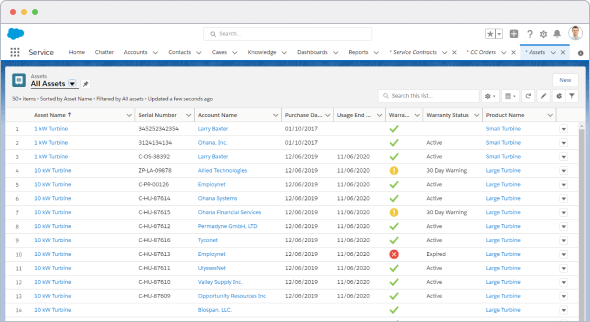 Search...
Service Home Chatter Accounts Contacts Cases Knowledge Dashboards Reports * Service Contracts * CC Orders * Assets
Assets
All Assets
New
50+ items • Sorted by Asset Name • Filtered by All assets • Updated a few seconds ago
Search this list...
Asset Name ↑ Serial Number Account Name Purchase Da... Usage End ... Warra... Warranty Status Product Name
1 1 kW Turbine 345252342354 Larry Baxter 01/10/2017 Small Turbine
2 1 kW Turbine 3124134134 Ohana, Inc. 01/10/2017 Active Small Turbine
3 1 kW Turbine C-OS-38392 Larry Baxter 12/06/2019 11/06/2020 Active Small Turbine
4 10 kW Turbine ZP-LA-09878 Allied Technologies 12/06/2019 11/06/2020 30 Day Warning Large Turbine
5 10 kW Turbine C-PR-00126 Employnet 12/06/2019 11/06/2020 Active Large Turbine
6 10 kW Turbine C-HU-87614 Ohana Systems 12/06/2019 11/06/2020 Active Large Turbine
7 10 kW Turbine C-HU-87615 Ohana Financial Services 12/06/2019 11/06/2020 30 Day Warning Large Turbine
8 10 kW Turbine C-HU-87612 Permadyne GmbH, LTD 12/06/2019 11/06/2020 Active Large Turbine
9 10 kW Turbine C-HU-87616 Tyconet 12/06/2019 11/06/2020 Active Large Turbine
10 10 kW Turbine C-HU-87613 Employnet 12/06/2019 11/06/2020 Expired Large Turbine
11 10 kW Turbine C-HU-87611 UlyssesNet 12/06/2019 11/06/2020 Active Large Turbine
12 10 kW Turbine C-HU-87610 Valley Supply Inc. 12/06/2019 11/06/2020 Active Large Turbine
13 10 kW Turbine C-HU-87609 Opportunity Resources Inc 12/06/2019 11/06/2020 Active Large Turbine
14 10 kW Turbine Biospan, LLC. Large Turbine